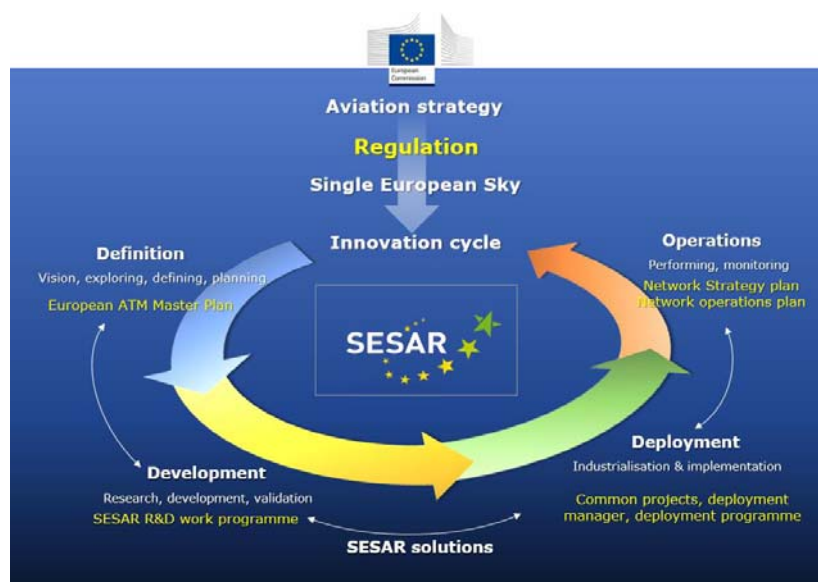 European
Commission
Aviation strategy
Regulation
Single European Sky
Innovation cycle
Definition
Vision, exploring, defining, planning
European ATM Master Plan
Operations
Performing, monitoring
Network Strategy plan
Network operations plan
SESAR
Development
Research, development, validation
SESAR R&D work programme
Deployment
Industrialisation & implementation
Common projects, deployment
manager, deployment programme
SESAR solutions